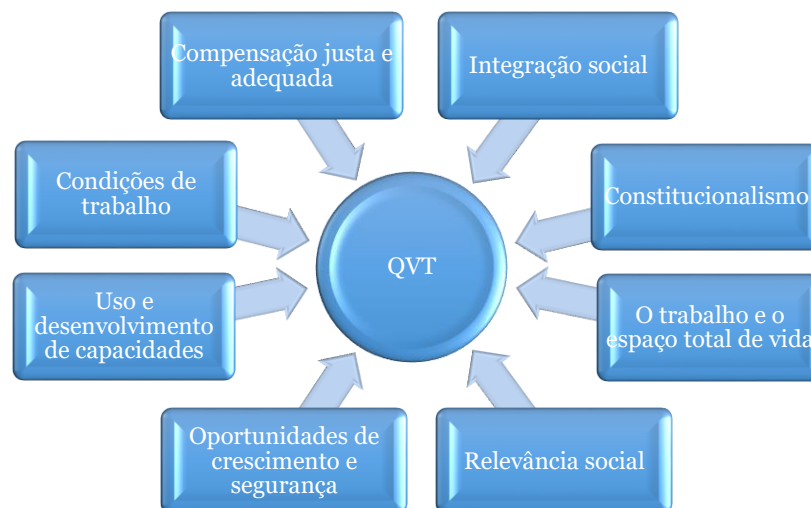 Compensação justa e
adequada
Integração social
Condições de
trabalho
Constitucionalismo
QVT
Uso e
desenvolvimento
de capacidades
O trabalho e o
espaço total de vida
Oportunidades de
crescimento e
segurança
Relevância social